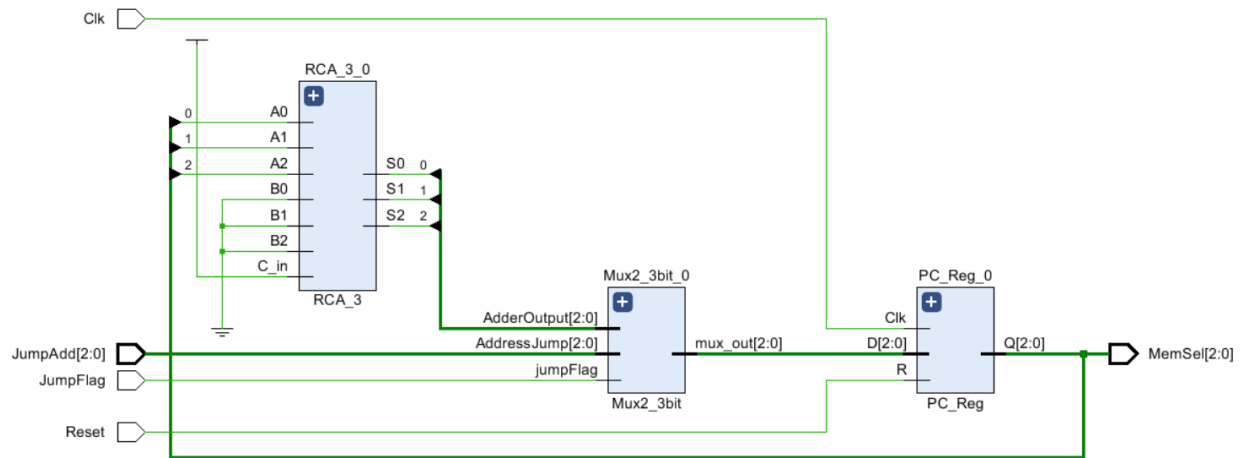 Clk
RCA_3_0
0
A0
1
A1
2
A2
B0
B1
B2
C_in
S0
0
S1
1
S2
2
RCA_3
Mux2_3bit_0
PC_Reg_0
AdderOutput[2:0]
AddressJump[2:0]
jumpFlag
mux_out[2:0]
Mux2_3bit
Clk
D[2:0]
R
Q[2:0]
PC_Reg
JumpAdd[2:0]
JumpFlag
Reset
MemSel[2:0]